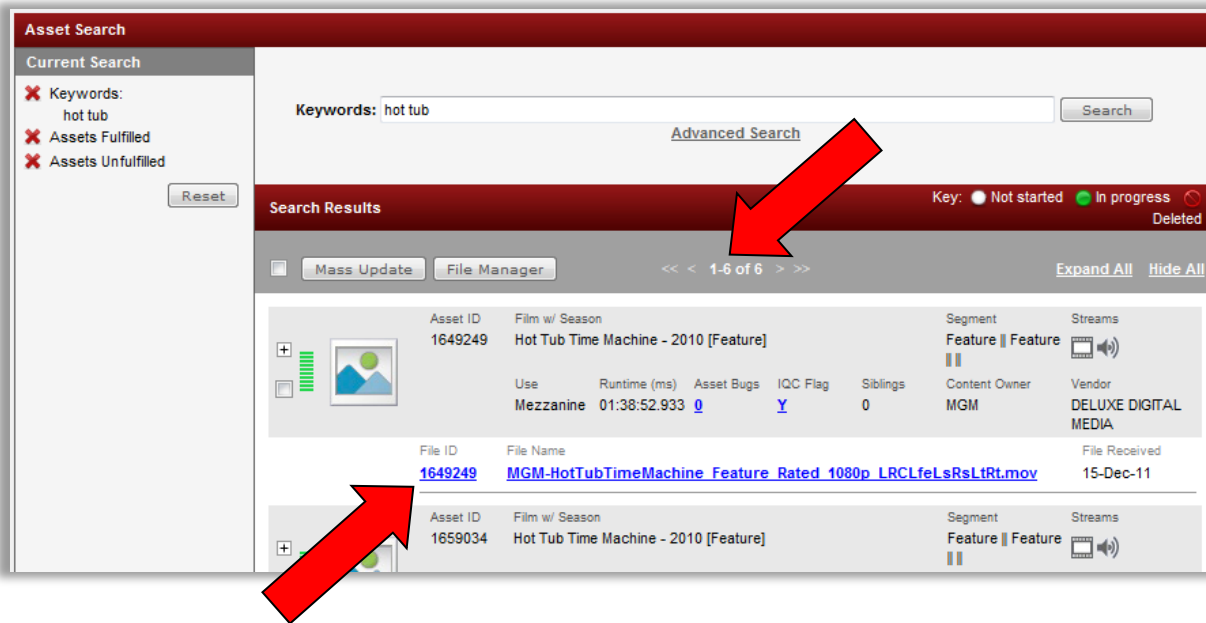 Asset Search
Current Search
Keywords:
hot tub
Assets Fulfilled
Assets Unfulfilled
Reset
Keywords: hot tub Search
Advanced Search
Search Results
Key: Not started In progress
Deleted
Mass Update File Manager << < 1-6 of 6 > >> Expand All Hide All
Asset ID Film w/ Season Segment Streams
1649249 Hot Tub Time Machine - 2010 [Feature] Feature || Feature
||
Use Runtime (ms) Asset Bugs IQC Flag Siblings Content Owner Vendor
Mezzanine 01:38:52.933 0 Y 0 MGM DELUXE DIGITAL
MEDIA
File ID File Name File Received
1649249 MGM-HotTubTimeMachine_Feature_Rated_1080p_LRCLfeLsRsLtRt.mov 15-Dec-11
Asset ID Film w/ Season Segment Streams
1659034 Hot Tub Time Machine - 2010 [Feature] Feature || Feature
||